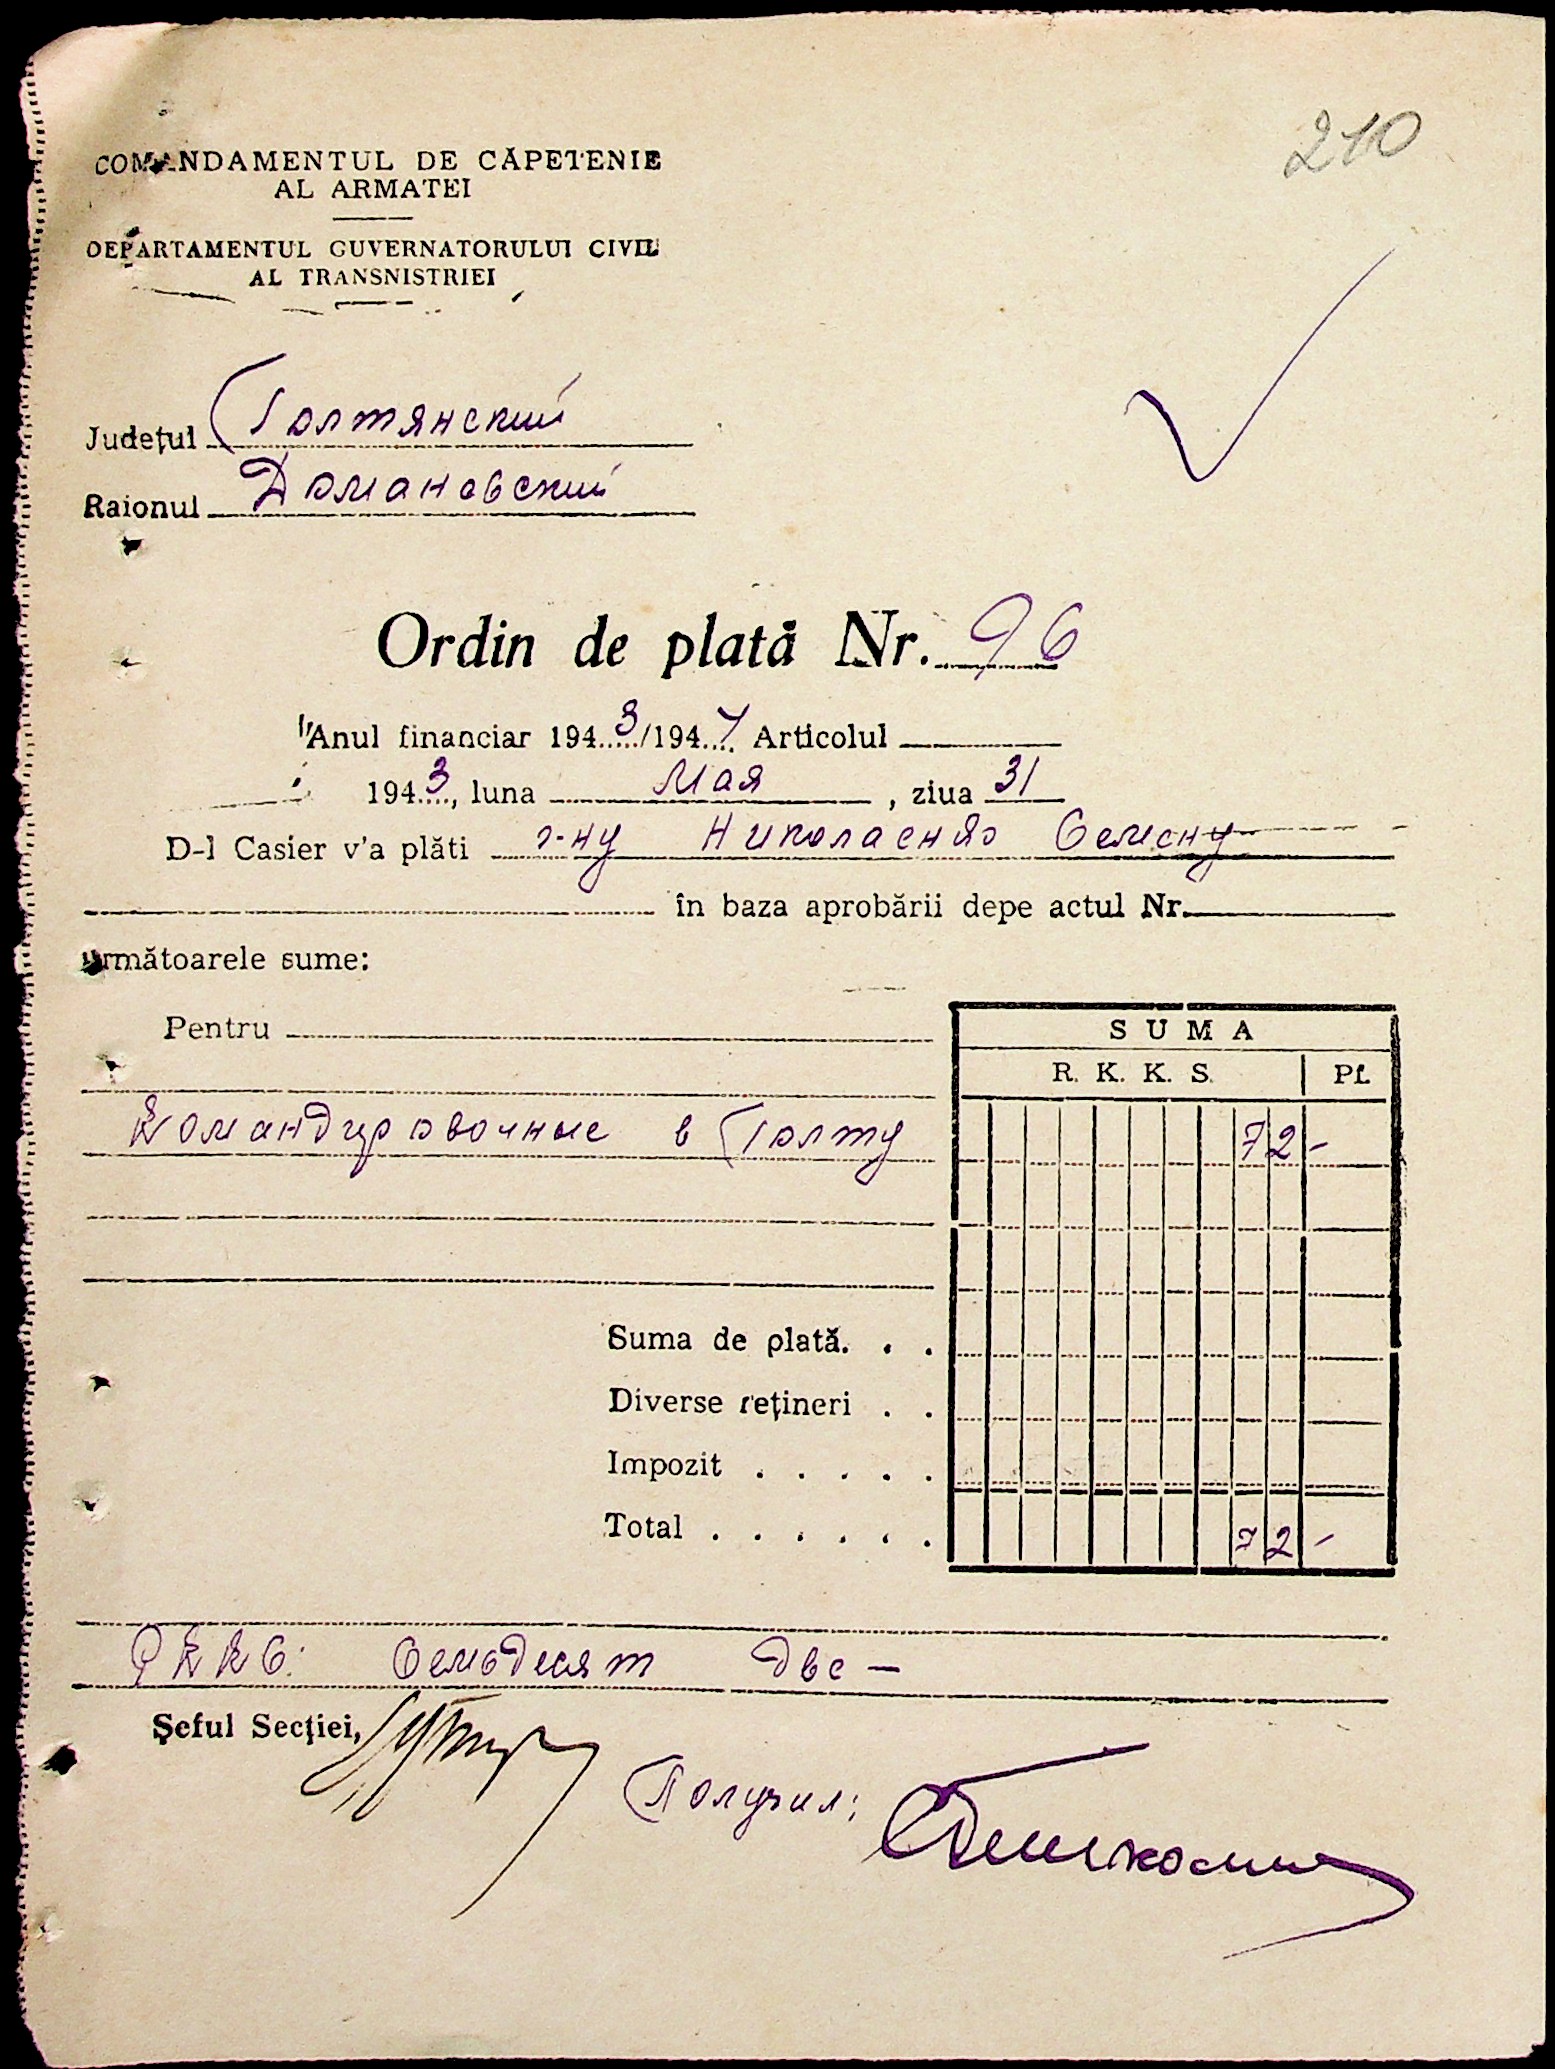 210
COMANDAMENTUL DE CĂPETENIE
AL ARMATEI
DEPARTAMENTUL GUVERNATORULUI CIVIL
AL TRANSNISTRIEI
Județul Голтянский
Raionul Домановский
Ordin de plată Nr. 96
Anul financiar 1943/1944 Articolul
1943, luna Мая, ziua 31
D-l Casier v'a plăti г-ну Николаенко Семену
în baza aprobării depe actul Nr.
următoarele sume:
Pentru
SUMA
R. K. K. S. Pf.
Командировочные в Голту 72-
Suma de plată. . .
Diverse rețineri . .
Impozit . . . . .
Total . . . . . . 72-
РККС: Семьдесят две -
Șeful Secției,
Получил: